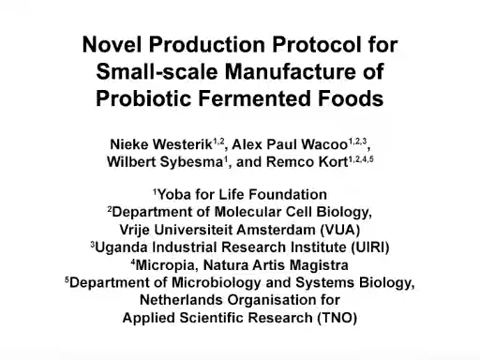 Novel Production Protocol for
Small-scale Manufacture of
Probiotic Fermented Foods
Nieke Westerik1,2, Alex Paul Wacoo1,2,3,
Wilbert Sybesma1, and Remco Kort1,2,4,5
1Yoba for Life Foundation
2Department of Molecular Cell Biology,
Vrije Universiteit Amsterdam (VUA)
3Uganda Industrial Research Institute (UIRI)
4Micropia, Natura Artis Magistra
5Department of Microbiology and Systems Biology,
Netherlands Organisation for
Applied Scientific Research (TNO)